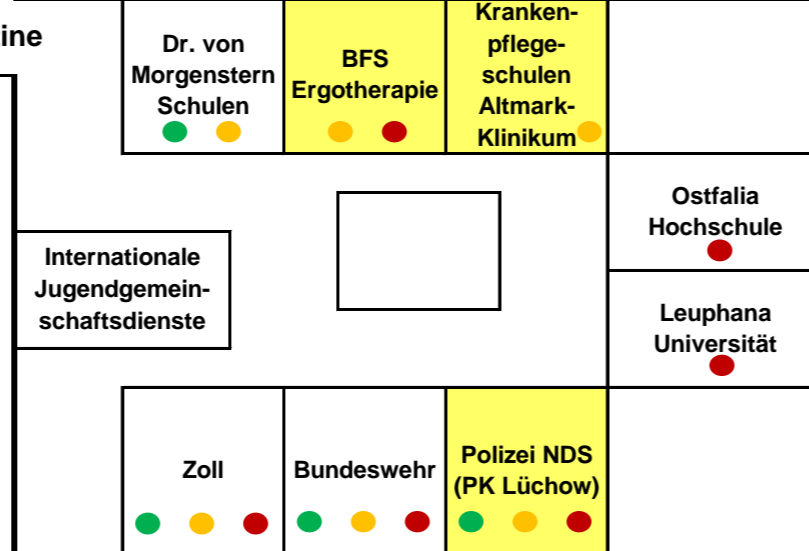 ine
Dr. von
Morgenstern
Schulen
BFS
Ergotherapie
Kranken-
pflege-
schulen
Altmark-
Klinikum
Ostfalia
Hochschule
Internationale
Jugendgemein-
schaftsdienste
Leuphana
Universität
Zoll
Bundeswehr
Polizei NDS
(PK Lüchow)